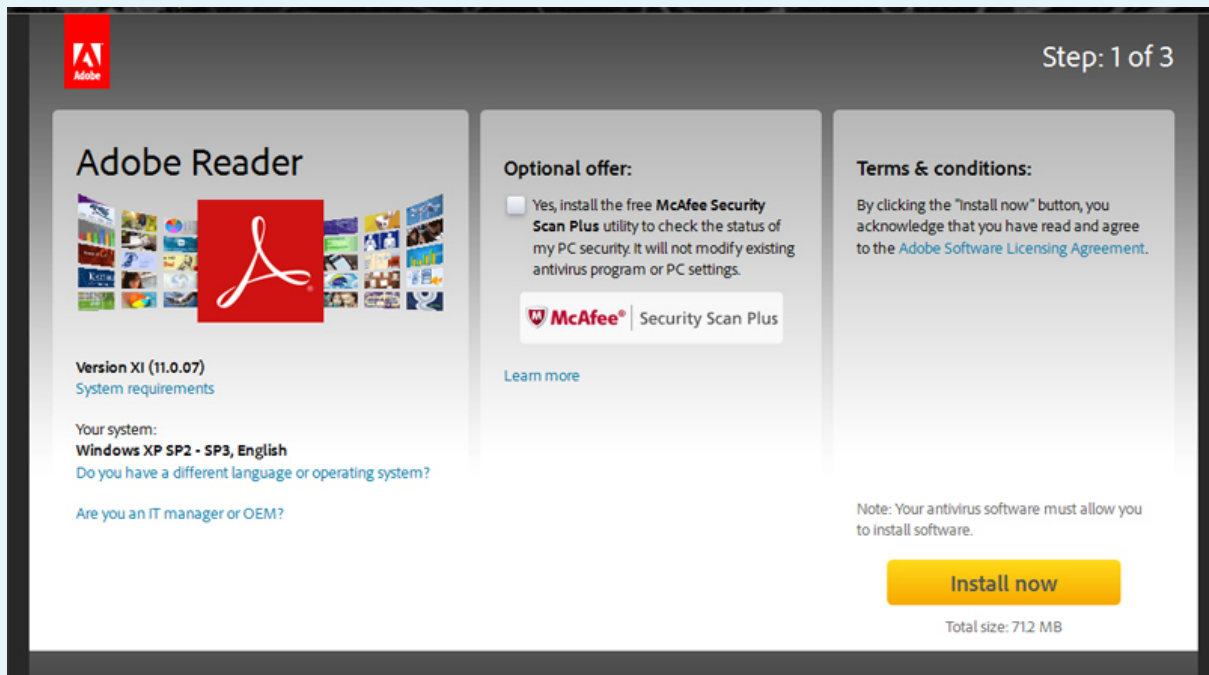 Adobe
Step: 1 of 3
Adobe Reader
Version XI (11.0.07)
System requirements
Your system:
Windows XP SP2 - SP3, English
Do you have a different language or operating system?
Are you an IT manager or OEM?
Optional offer:
Yes, install the free McAfee Security
Scan Plus utility to check the status of
my PC security. It will not modify existing
antivirus program or PC settings.
McAfee® Security Scan Plus
Learn more
Terms & conditions:
By clicking the "Install now" button, you
acknowledge that you have read and agree
to the Adobe Software Licensing Agreement.
Note: Your antivirus software must allow you
to install software.
Install now
Total size: 71.2 MB